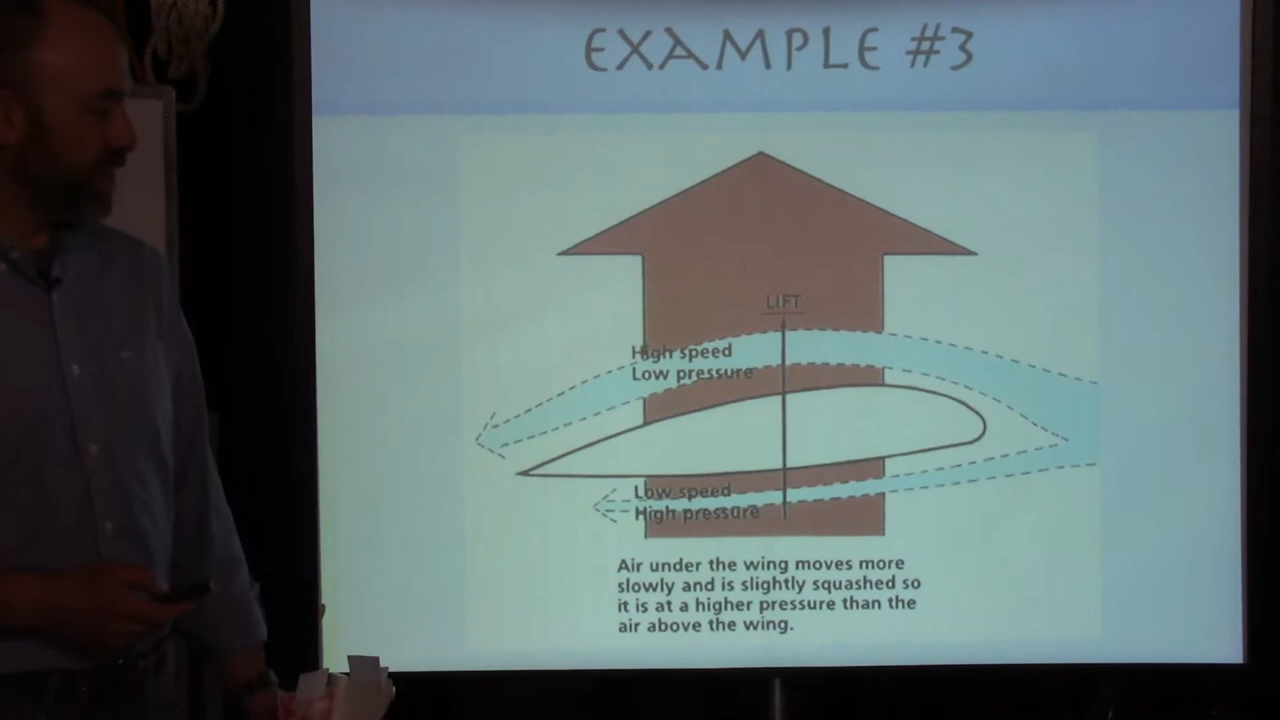 EXAMPLE #3
LIFT
High speed
Low pressure
Low speed
High pressure
Air under the wing moves more
slowly and is slightly squashed so
it is at a higher pressure than the
air above the wing.